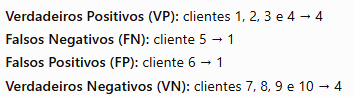 Verdadeiros Positivos (VP): clientes 1, 2, 3 e 4 → 4
Falsos Negativos (FN): cliente 5 → 1
Falsos Positivos (FP): cliente 6 → 1
Verdadeiros Negativos (VN): clientes 7, 8, 9 e 10 → 4